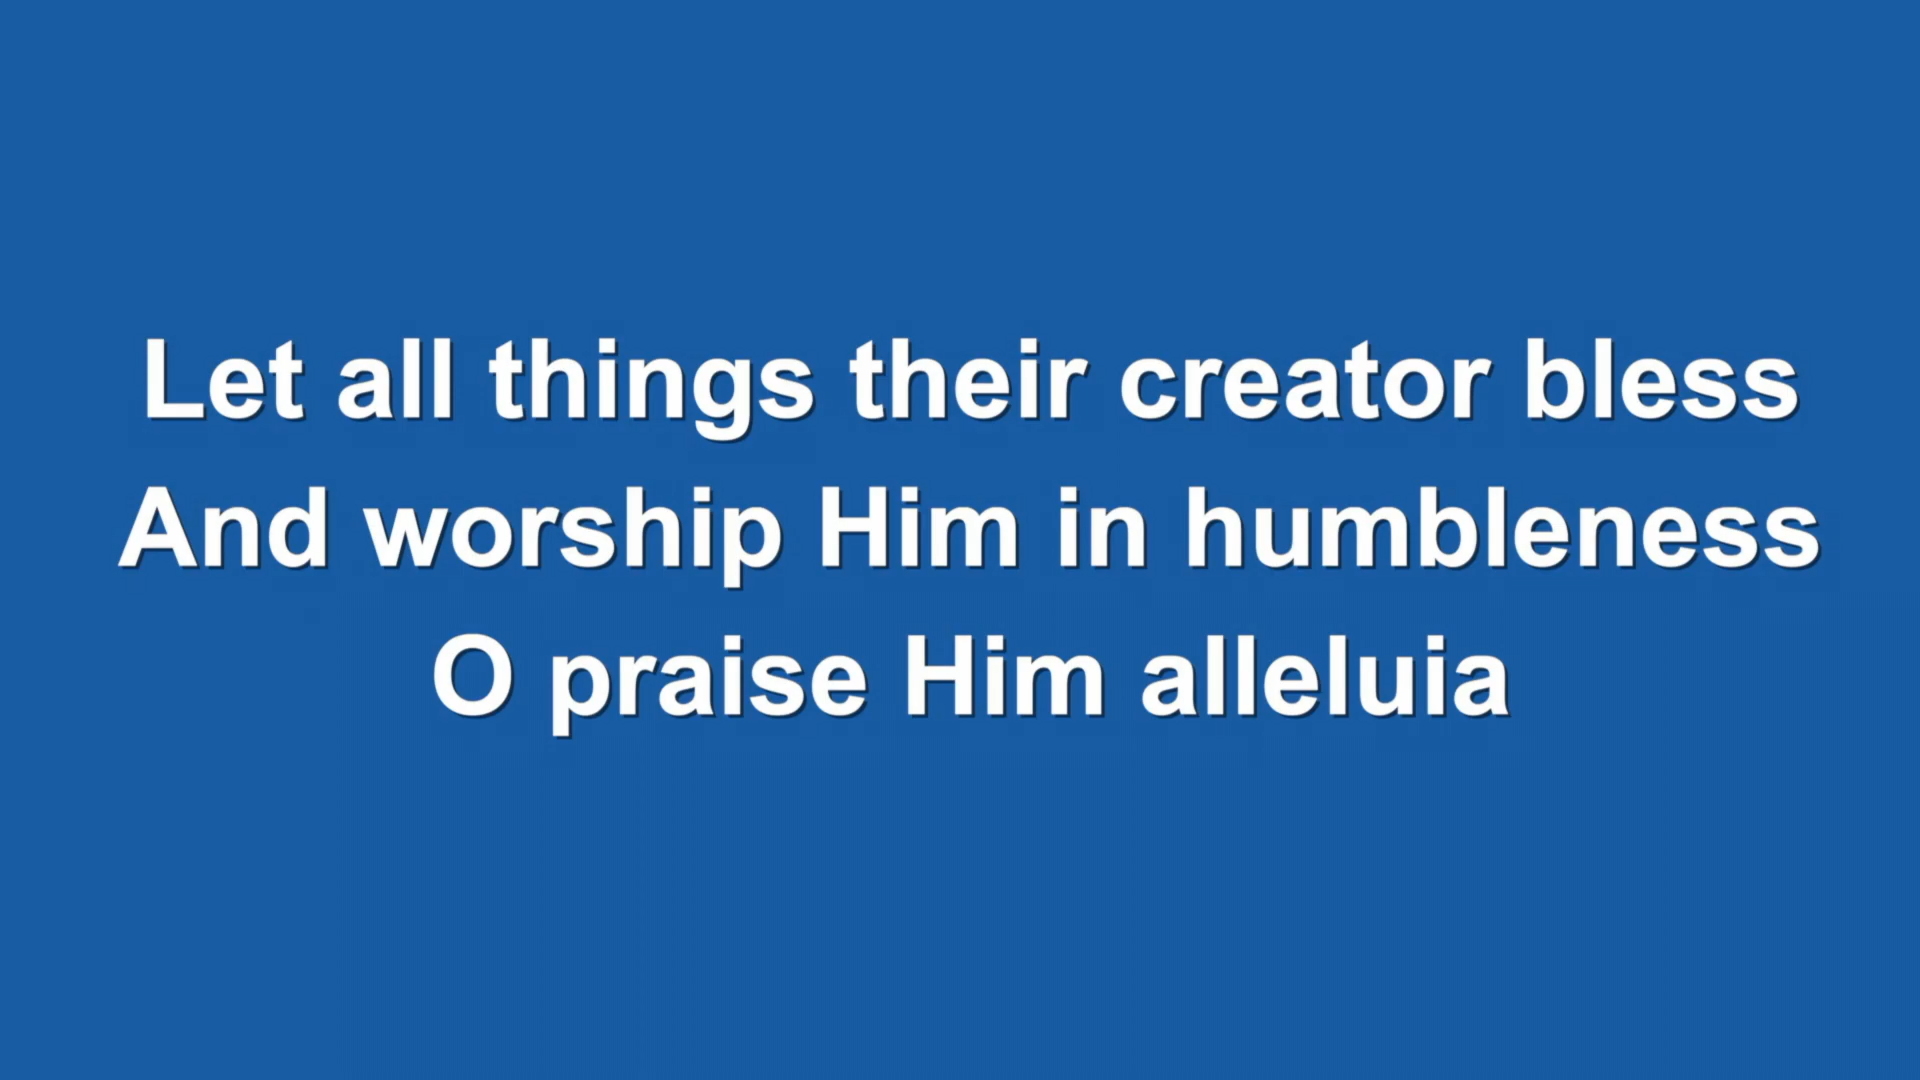 Let all things their creator bless
And worship Him in humbleness
O praise Him alleluia